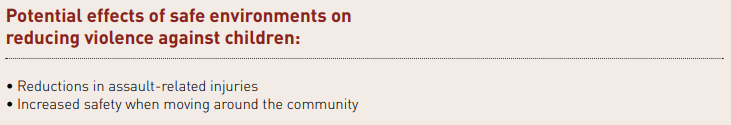 Potential effects of safe environments on
reducing violence against children:
• Reductions in assault-related injuries
• Increased safety when moving around the community